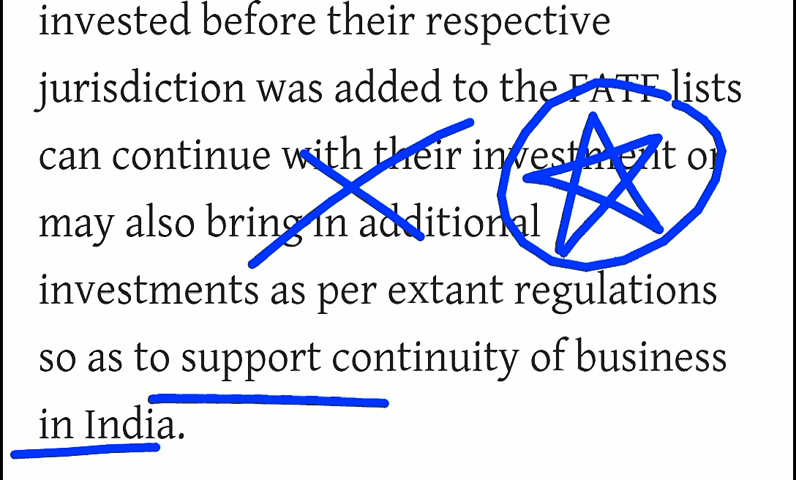 invested before their respective
jurisdiction was added to the FATF lists
can continue with their investment or
may also bring in additional
investments as per extant regulations
so as to support continuity of business
in India.